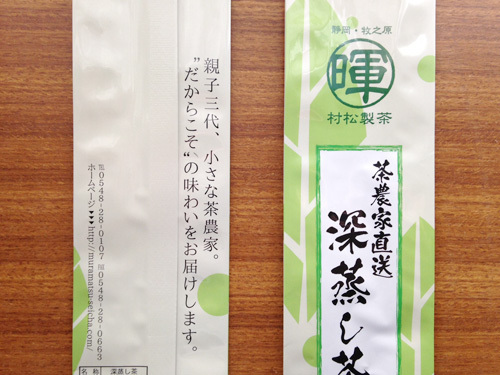 親子三代、小さな茶農家。
”だからこそ“の味わいをお届けします。
℡0548-28-0107 ℻0548-28-0663
ホームページ▼▼▼http://muramatsu-seicha.com/
名 称 深蒸し茶
静岡・牧之原
暉
村松製茶
茶農家直送
深蒸し茶